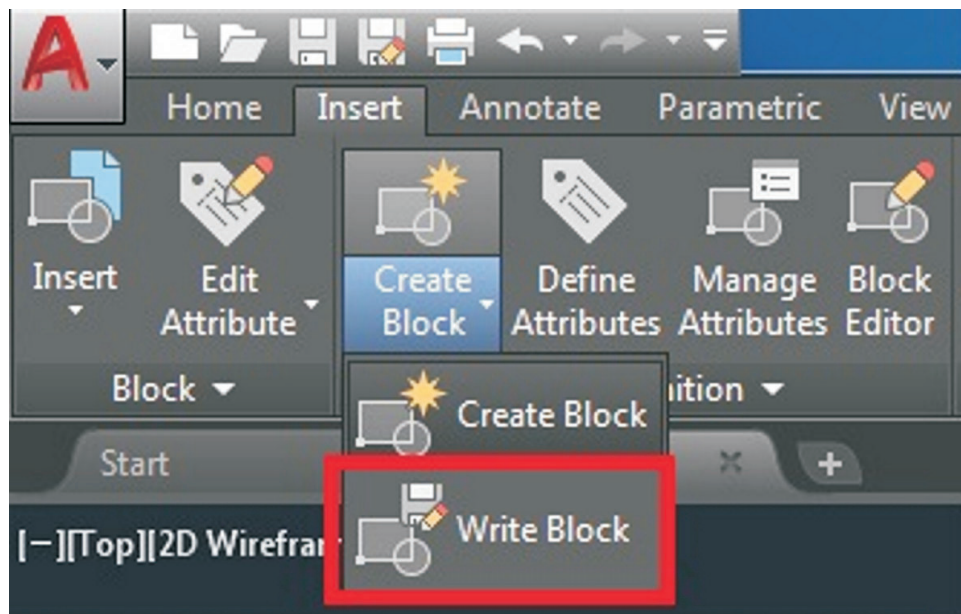 Home Insert Annotate Parametric View
Insert Edit Attribute Create Block Define Attributes Manage Attributes Block Editor
Block
Create Block
Start
Write Block
[−][Top][2D